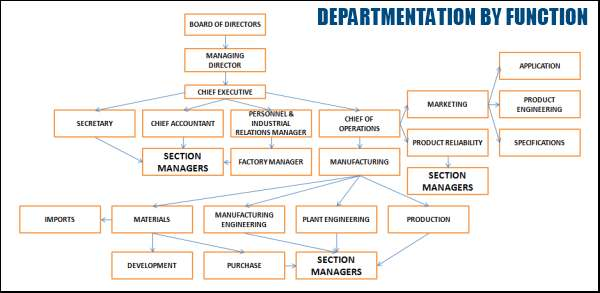 DEPARTMENTATION BY FUNCTION
BOARD OF DIRECTORS
MANAGING
DIRECTOR
CHIEF EXECUTIVE
APPLICATION
MARKETING
PRODUCT
ENGINEERING
SECRETARY
CHIEF ACCOUNTANT
PERSONNEL &
INDUSTRIAL
RELATIONS MANAGER
CHIEF OF
OPERATIONS
PRODUCT RELIABILITY
SPECIFICATIONS
SECTION
MANAGERS
FACTORY MANAGER
MANUFACTURING
SECTION
MANAGERS
IMPORTS
MATERIALS
MANUFACTURING
ENGINEERING
PLANT ENGINEERING
PRODUCTION
DEVELOPMENT
PURCHASE
SECTION
MANAGERS